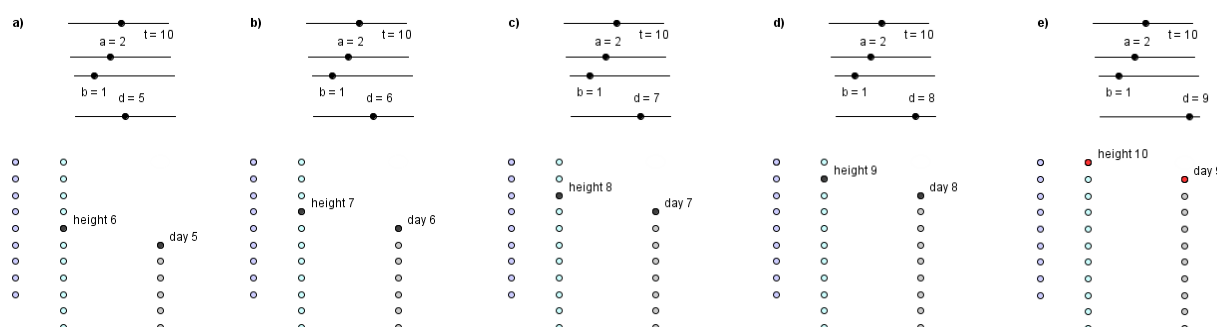 a)
t = 10
a = 2
b = 1
d = 5
height 6
day 5
b)
t = 10
a = 2
b = 1
d = 6
height 7
day 6
c)
t = 10
a = 2
b = 1
d = 7
height 8
day 7
d)
t = 10
a = 2
b = 1
d = 8
height 9
day 8
e)
t = 10
a = 2
b = 1
d = 9
height 10
day 9